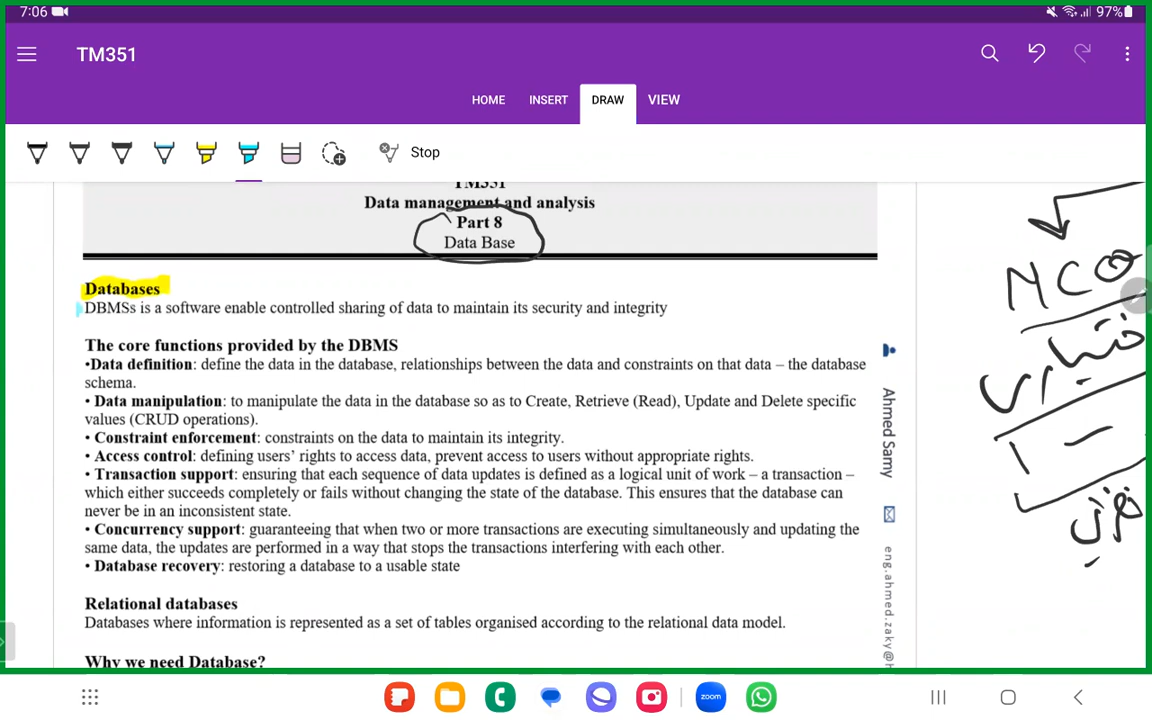 7:06
97%
TM351
HOME INSERT DRAW VIEW
Stop
TM351
Data management and analysis
Part 8
Data Base
Databases
DBMSs is a software enable controlled sharing of data to maintain its security and integrity
The core functions provided by the DBMS
•Data definition: define the data in the database, relationships between the data and constraints on that data – the database
schema.
• Data manipulation: to manipulate the data in the database so as to Create, Retrieve (Read), Update and Delete specific
values (CRUD operations).
• Constraint enforcement: constraints on the data to maintain its integrity.
• Access control: defining users' rights to access data, prevent access to users without appropriate rights.
• Transaction support: ensuring that each sequence of data updates is defined as a logical unit of work – a transaction –
which either succeeds completely or fails without changing the state of the database. This ensures that the database can
never be in an inconsistent state.
• Concurrency support: guaranteeing that when two or more transactions are executing simultaneously and updating the
same data, the updates are performed in a way that stops the transactions interfering with each other.
• Database recovery: restoring a database to a usable state
Relational databases
Databases where information is represented as a set of tables organised according to the relational data model.
Why we need Database?
Ahmed Samy
eng.ahmed.zaky@h
MCQ
zoom